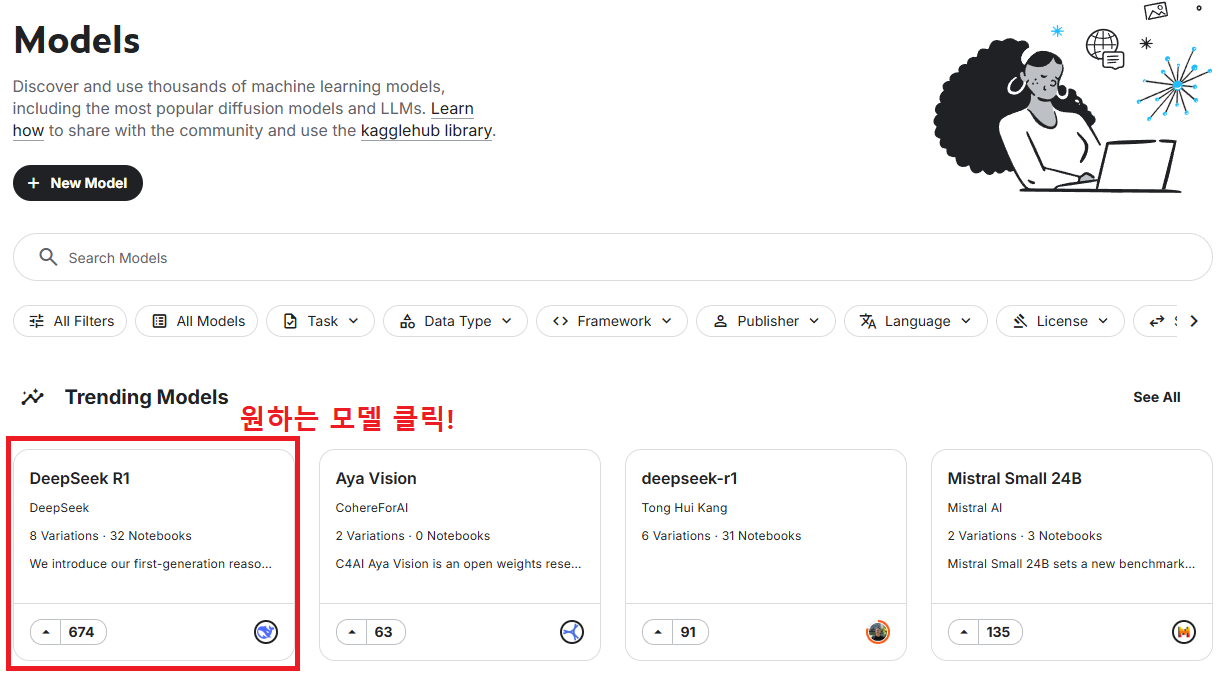 Models
Discover and use thousands of machine learning models,
including the most popular diffusion models and LLMs. Learn
how to share with the community and use the kagglehub library.
+ New Model
Search Models
All Filters
All Models
Task
Data Type
Framework
Publisher
Language
License
Trending Models
See All
원하는 모델 클릭!
DeepSeek R1
DeepSeek
8 Variations · 32 Notebooks
We introduce our first-generation reaso...
674
Aya Vision
CohereForAI
2 Variations · 0 Notebooks
C4AI Aya Vision is an open weights rese...
63
deepseek-r1
Tong Hui Kang
6 Variations · 31 Notebooks
91
Mistral Small 24B
Mistral AI
2 Variations · 3 Notebooks
Mistral Small 24B sets a new benchmark...
135